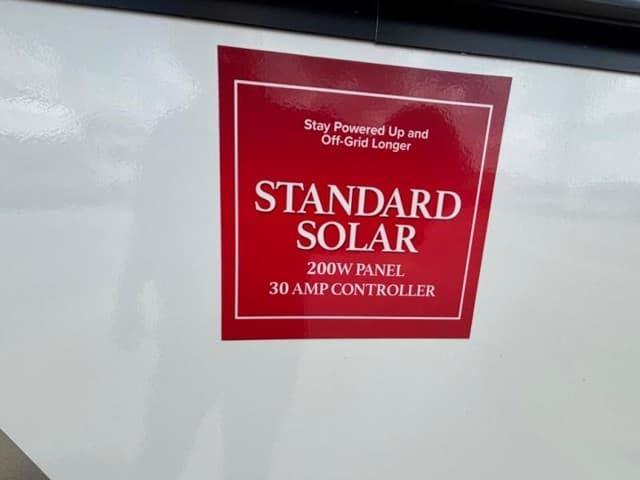 Stay Powered Up and
Off-Grid Longer
STANDARD
SOLAR
200W PANEL
30 AMP CONTROLLER